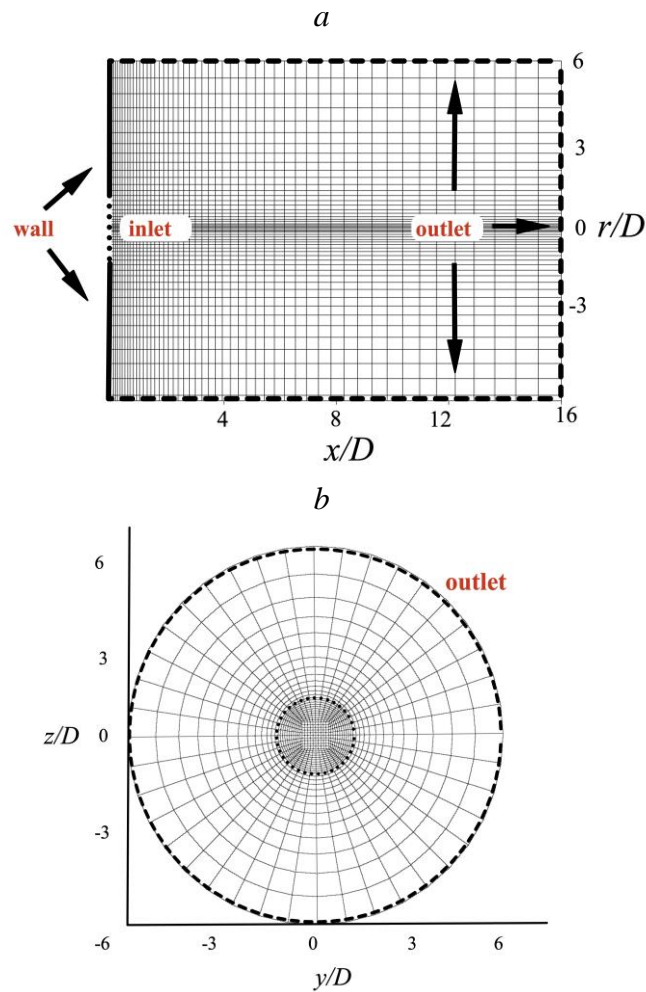 a
6
3
wall
inlet
outlet
0 r/D
-3
4 8 12 16
x/D
b
6
outlet
3
z/D 0
-3
-6 -3 0 3 6
y/D